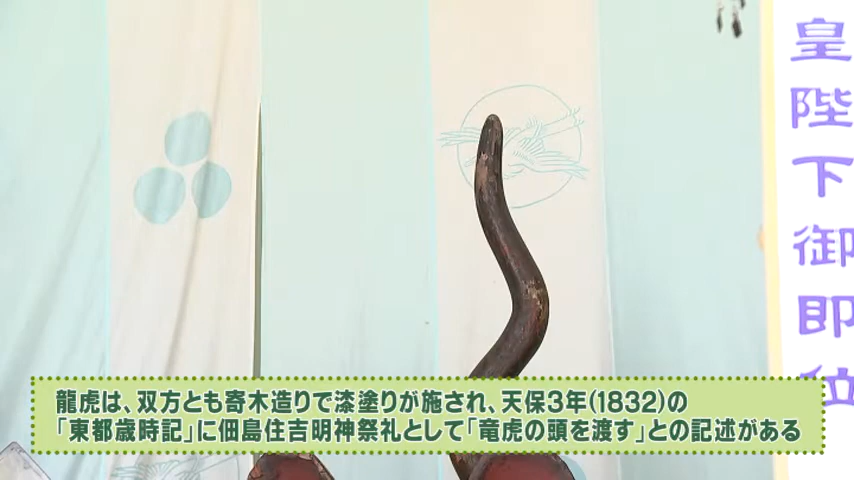 皇陛下御即位
龍虎は、双方とも寄木造りで漆塗りが施され、天保3年(1832)の
「東都歳時記」に佃島住吉明神祭礼として「竜虎の頭を渡す」との記述がある